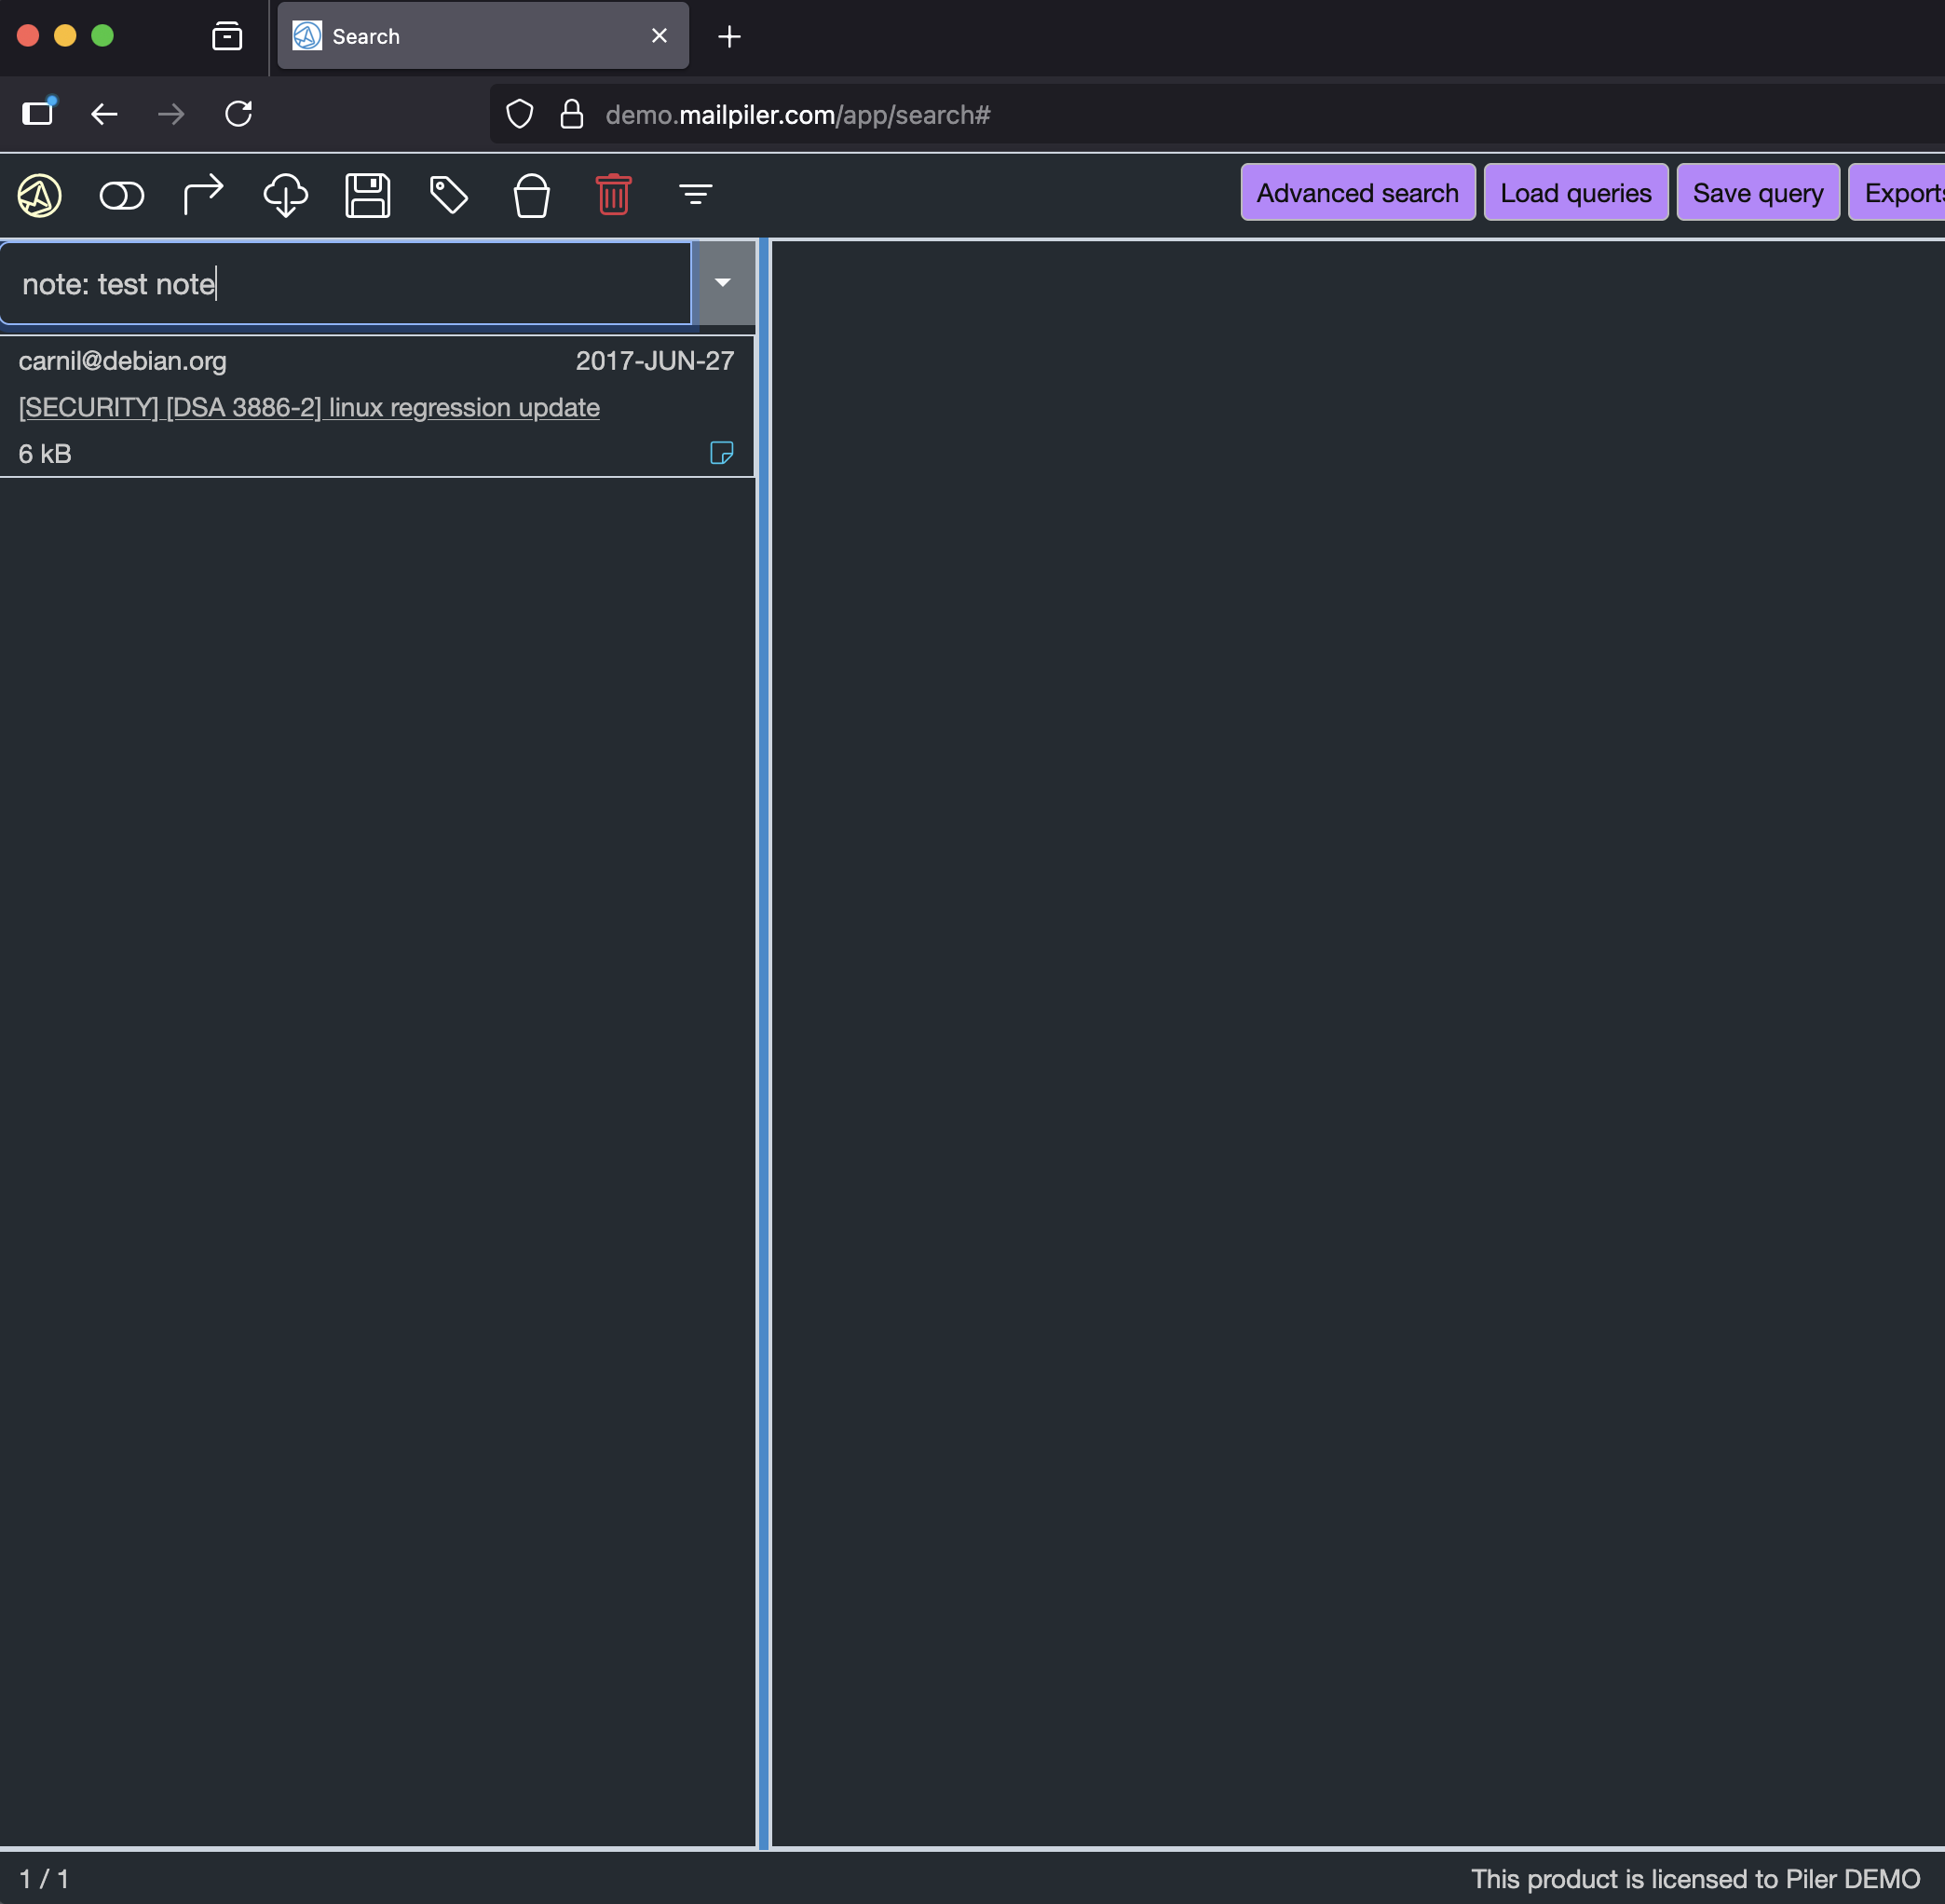 Search
demo.mailpiler.com/app/search#
Advanced search Load queries Save query Exports
note: test note
carnil@debian.org 2017-JUN-27
[SECURITY] [DSA 3886-2] linux regression update
6 kB
1 / 1 This product is licensed to Piler DEMO